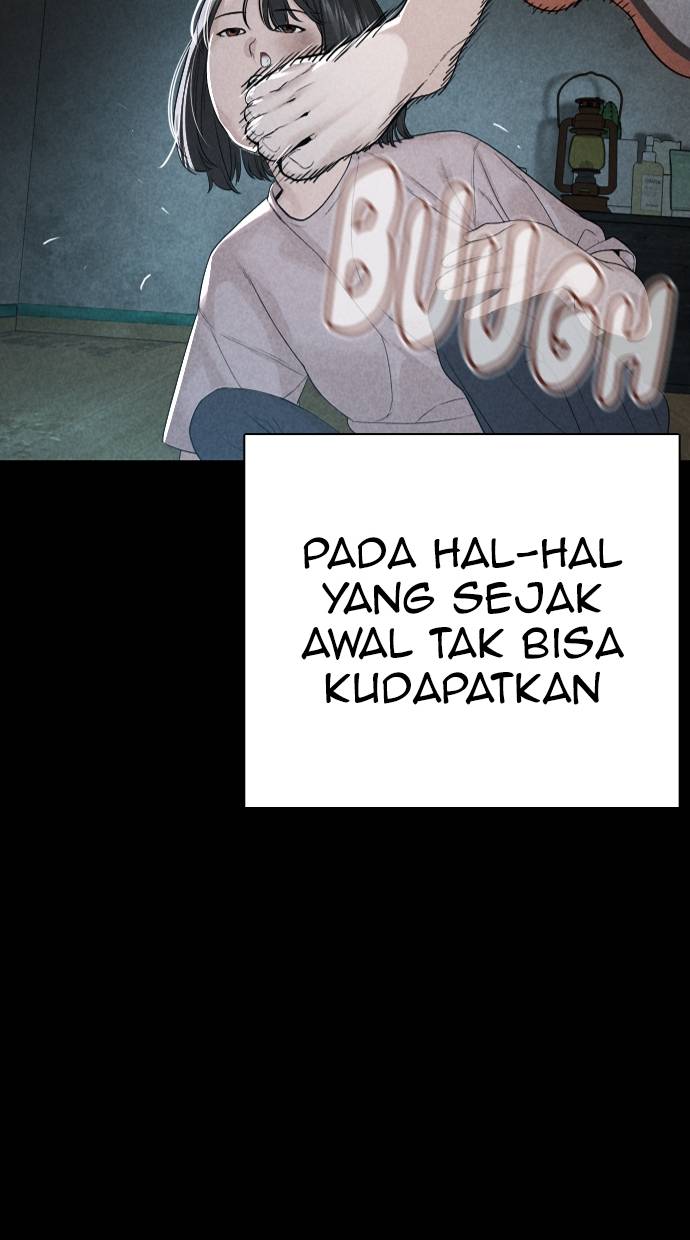 BUUGH
PADA HAL-HAL
YANG SEJAK
AWAL TAK BISA
KUDAPATKAN